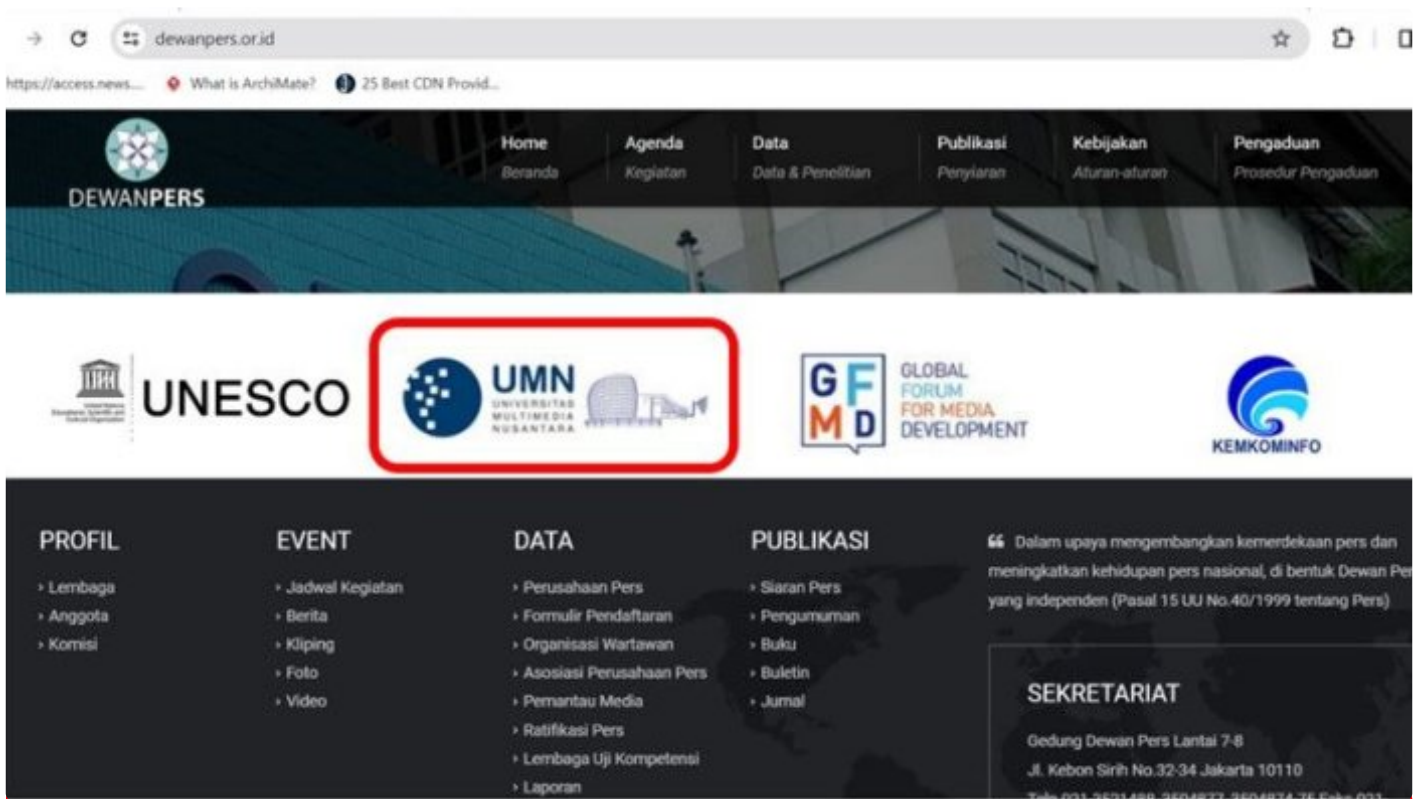 dewanpers.or.id
https://access.news....
What is ArchiMate?
25 Best CDN Provid...
DEWANPERS
Home
Beranda
Agenda
Kegiatan
Data
Data & Penelitian
Publikasi
Penyiaran
Kebijakan
Aturan-aturan
Pengaduan
Prosedur Pengaduan
UNESCO
UMN
UNIVERSITAS
MULTIMEDIA
NUSANTARA
G F
M D
GLOBAL
FORUM
FOR MEDIA
DEVELOPMENT
KEMKOMINFO
PROFIL
› Lembaga
› Anggota
› Komisi
EVENT
› Jadwal Kegiatan
› Berita
› Kliping
› Foto
› Video
DATA
› Perusahaan Pers
› Formulir Pendaftaran
› Organisasi Wartawan
› Asosiasi Perusahaan Pers
› Pemantau Media
› Ratifikasi Pers
› Lembaga Uji Kompetensi
› Laporan
PUBLIKASI
› Siaran Pers
› Pengumuman
› Buku
› Buletin
› Jurnal
❝ Dalam upaya mengembangkan kemerdekaan pers dan
meningkatkan kehidupan pers nasional, di bentuk Dewan Per
yang independen (Pasal 15 UU No.40/1999 tentang Pers)
SEKRETARIAT
Gedung Dewan Pers Lantai 7-8
Jl. Kebon Sirih No.32-34 Jakarta 10110